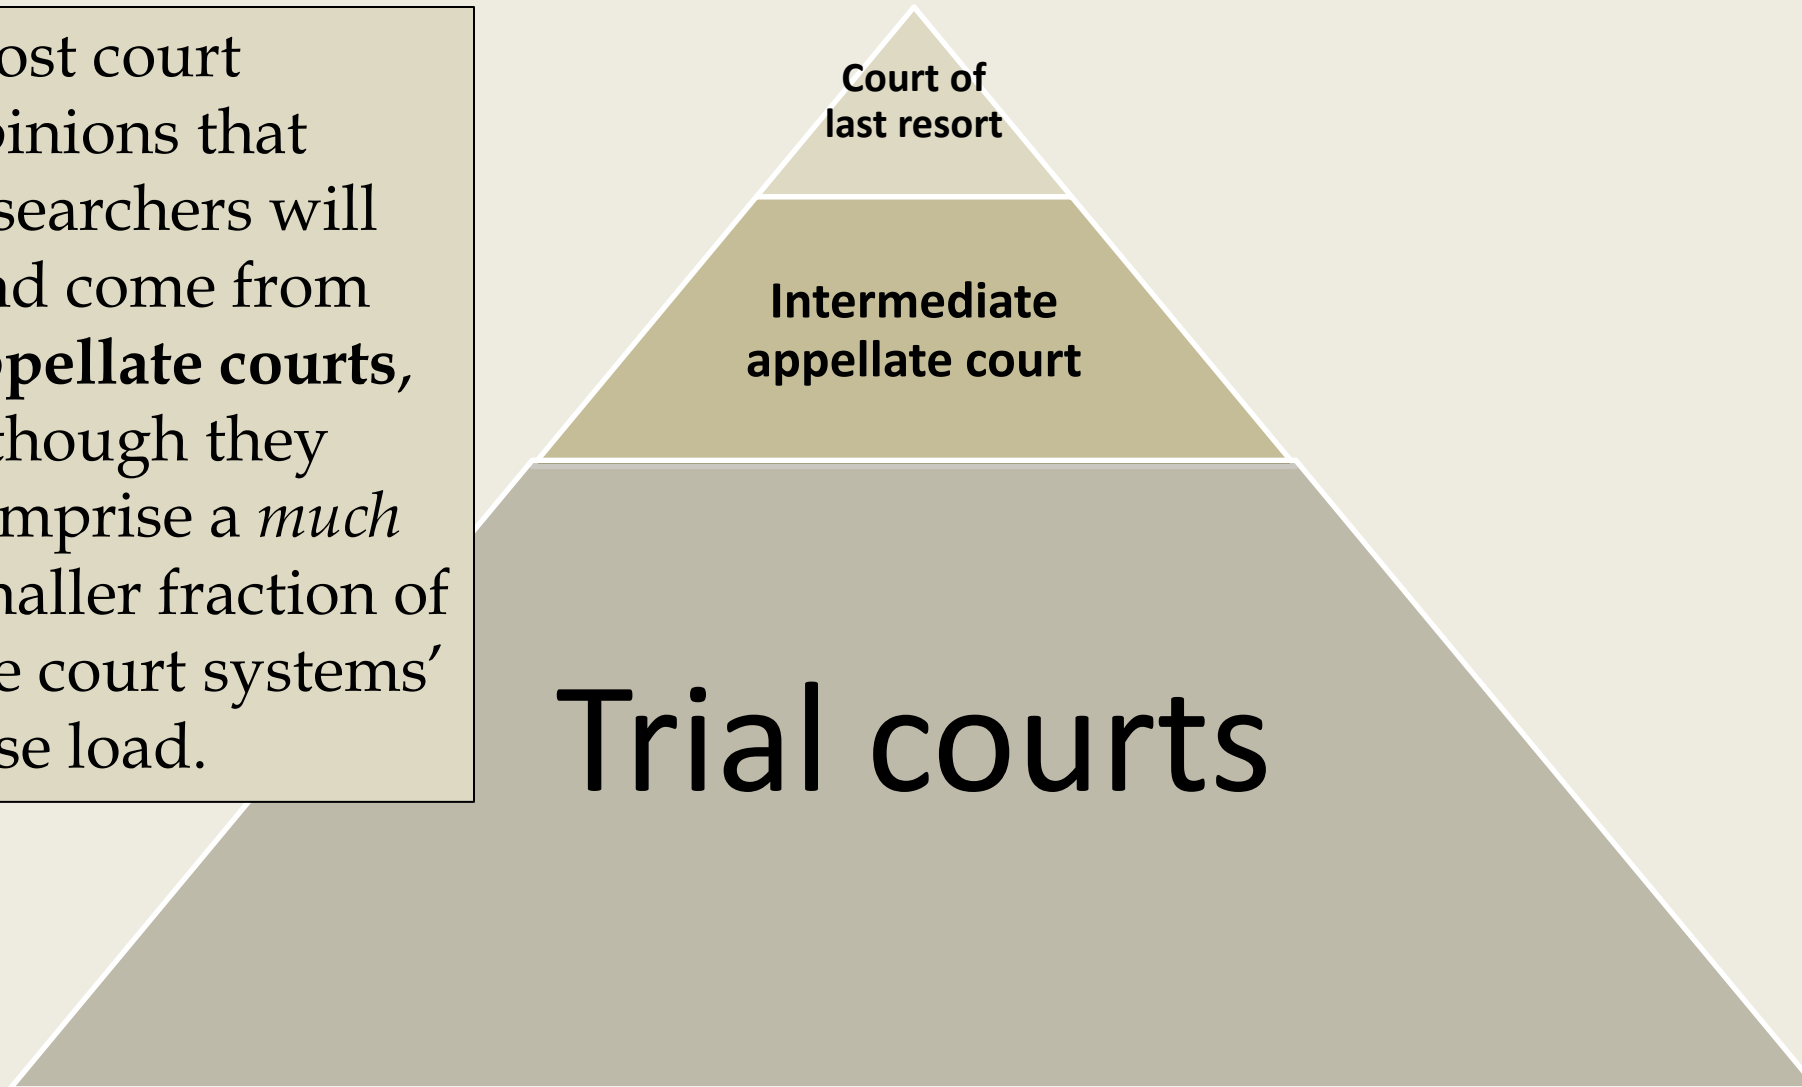 ost court
pinions that
searchers will
nd come from
ppellate courts,
though they
mprise a much
naller fraction of
e court systems’
se load.
Court of
last resort
Intermediate
appellate court
Trial courts